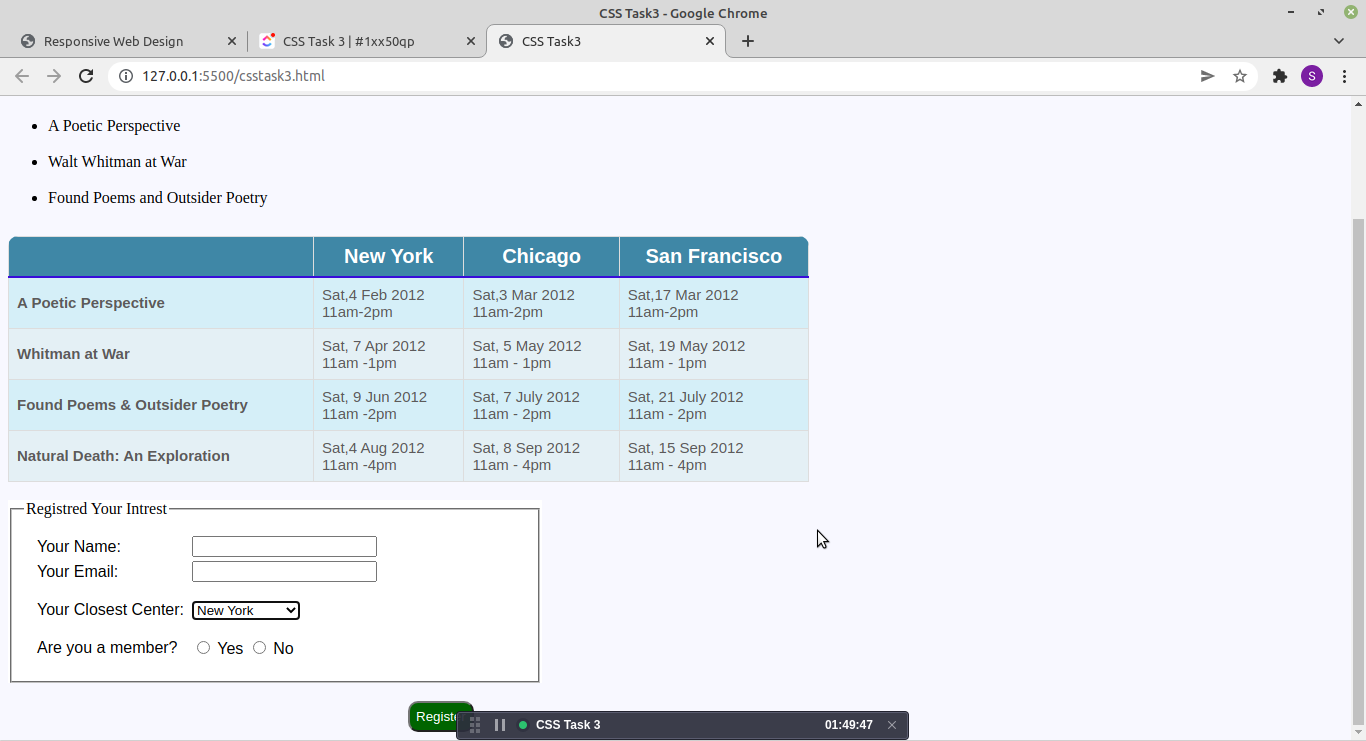 CSS Task3 - Google Chrome
Responsive Web Design
CSS Task 3 | #1xx50qp
CSS Task3
127.0.0.1:5500/csstask3.html
S
A Poetic Perspective
Walt Whitman at War
Found Poems and Outsider Poetry
New York Chicago San Francisco
A Poetic Perspective
Sat,4 Feb 2012
11am-2pm
Sat,3 Mar 2012
11am-2pm
Sat,17 Mar 2012
11am-2pm
Whitman at War
Sat, 7 Apr 2012
11am -1pm
Sat, 5 May 2012
11am - 1pm
Sat, 19 May 2012
11am - 1pm
Found Poems & Outsider Poetry
Sat, 9 Jun 2012
11am -2pm
Sat, 7 July 2012
11am - 2pm
Sat, 21 July 2012
11am - 2pm
Natural Death: An Exploration
Sat,4 Aug 2012
11am -4pm
Sat, 8 Sep 2012
11am - 4pm
Sat, 15 Sep 2012
11am - 4pm
Registred Your Intrest
Your Name:
Your Email:
Your Closest Center: New York
Are you a member? Yes No
CSS Task 3 01:49:47